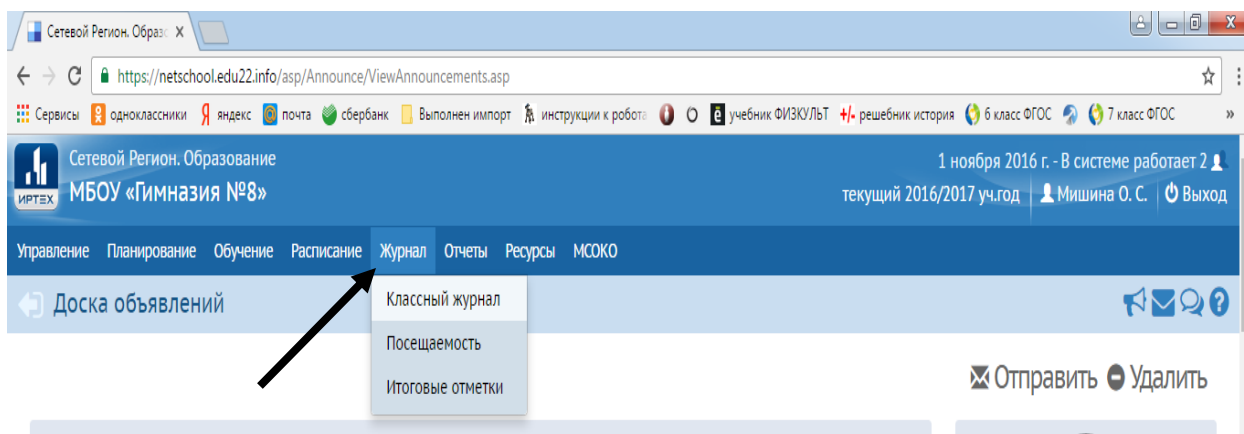 Сетевой Регион. Образо
https://netschool.edu22.info/asp/Announce/ViewAnnouncements.asp
Сервисы одноклассники яндекс почта сбербанк Выполнен импорт инструкции к робота учебник ФИЗКУЛЬТ решебник история 6 класс ФГОС 7 класс ФГОС »
Сетевой Регион. Образование
1 ноября 2016 г. - В системе работает 2
ИРТЕХ МБОУ «Гимназия №8»
текущий 2016/2017 уч.год Мишина О. С. Выход
Управление Планирование Обучение Расписание Журнал Отчеты Ресурсы МСОКО
Доска объявлений
Классный журнал
Посещаемость
Итоговые отметки
Отправить Удалить